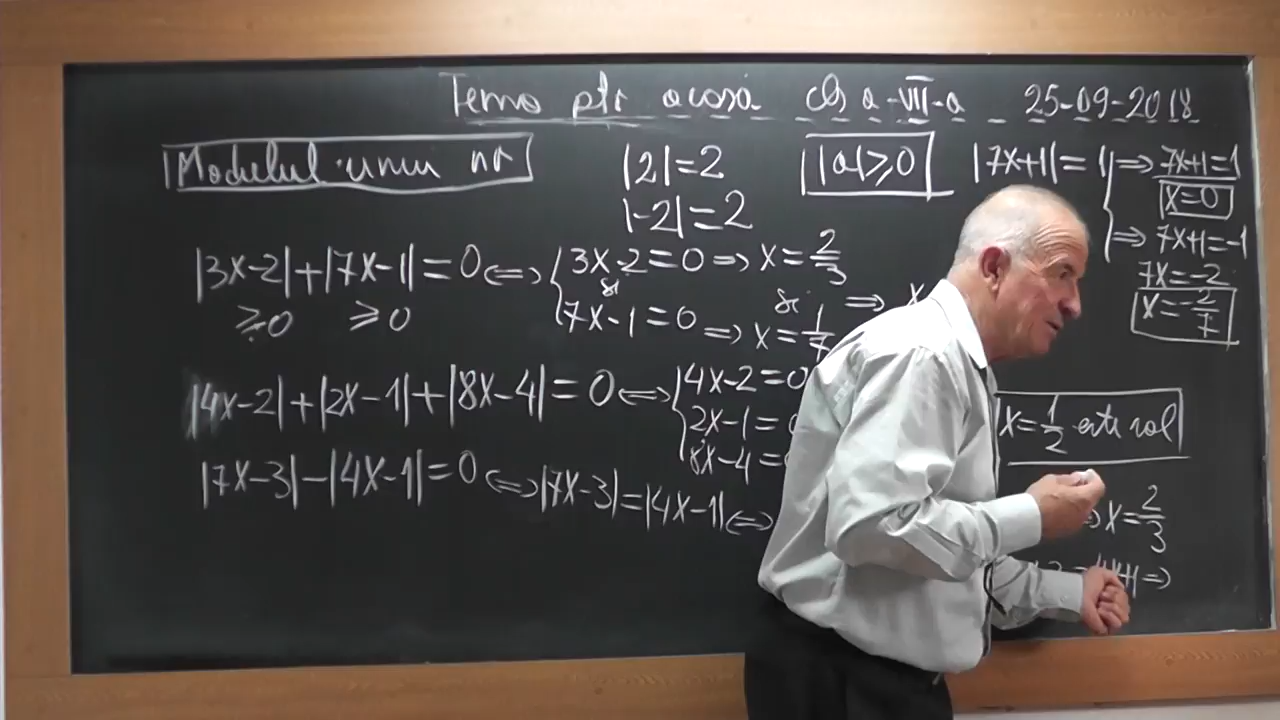 Tema ptr acasă cls a-VII-a 25-09-2018
Modulul unui nr
|2|=2
|-2|=2
|a|≥0
|7x+1|=1 ⇒ 7x+1=1
x=0
⇒ 7x+1=-1
7x=-2
x=-2/7
|3x-2|+|7x-1|=0 ⇔ { 3x-2=0 ⇒ x=2/3
≥0 ≥0
și și
7x-1=0 ⇒ x=1/7
⇒ x
|4x-2|+|2x-1|+|8x-4|=0 ⇔ { 4x-2=0
2x-1=0
8x-4=
x=1/2 este sol
|7x-3|-|4x-1|=0 ⇔ |7x-3|=|4x-1| ⇔
⇒ x=2/3
⇒